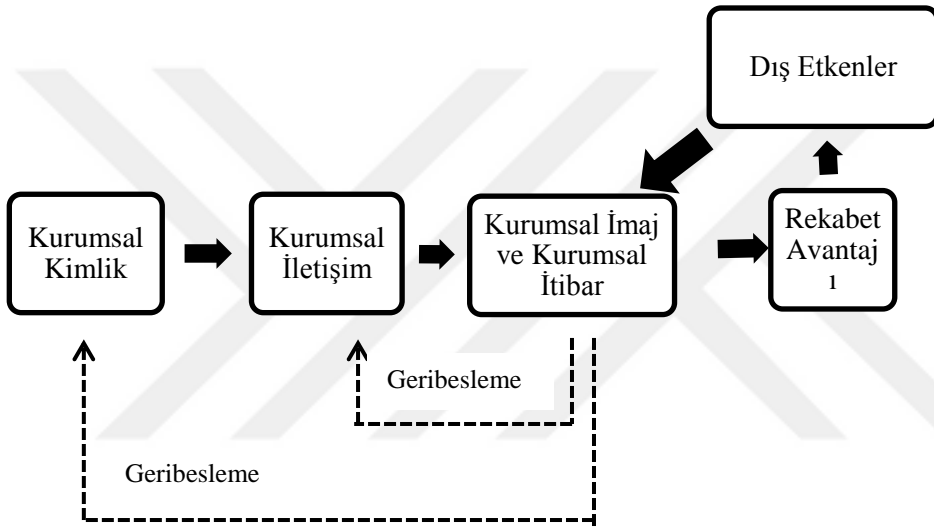 Dış Etkenler
Kurumsal
Kimlik
Kurumsal
İletişim
Kurumsal İmaj
ve Kurumsal
İtibar
Rekabet
Avantaj
ı
Geribesleme
Geribesleme